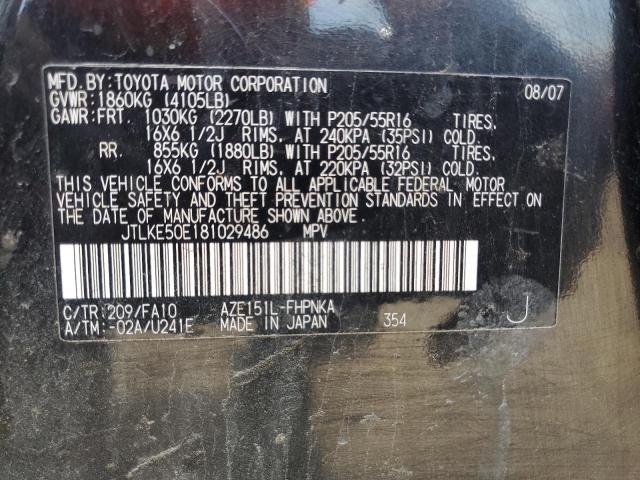 MFD.BY:TOYOTA MOTOR CORPORATION 08/07
GVWR:1860KG (4105LB)
GAWR:FRT. 1030KG (2270LB) WITH P205/55R16 TIRES,
16X6 1/2J RIMS, AT 240KPA (35PSI) COLD.
RR. 855KG (1880LB) WITH P205/55R16 TIRES,
16X6 1/2J RIMS, AT 220KPA (32PSI) COLD.
THIS VEHICLE CONFORMS TO ALL APPLICABLE FEDERAL MOTOR
VEHICLE SAFETY AND THEFT PREVENTION STANDARDS IN EFFECT ON
THE DATE OF MANUFACTURE SHOWN ABOVE.
JTLKE50E181029486 MPV
C/TR:209/FA10 AZE151L-FHPNKA
A/TM:-02A/U241E MADE IN JAPAN 354 J